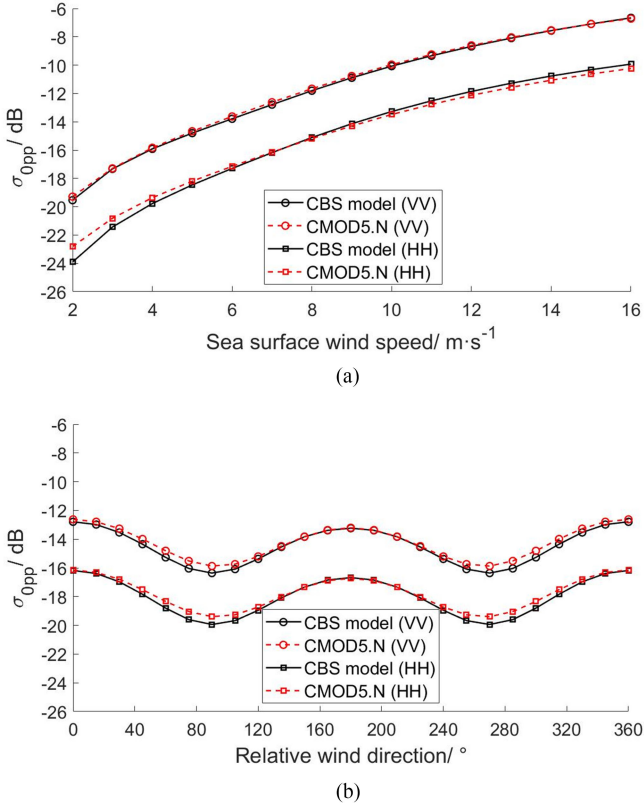 -6
-8
-10
-12
-14
-16
-18
-20
-22
-24
-26
σ0pp/ dB
CBS model (VV)
CMOD5.N (VV)
CBS model (HH)
CMOD5.N (HH)
2 4 6 8 10 12 14 16
Sea surface wind speed/ m·s⁻¹
(a)
-6
-8
-10
-12
-14
-16
-18
-20
-22
-24
-26
σ0pp/ dB
CBS model (VV)
CMOD5.N (VV)
CBS model (HH)
CMOD5.N (HH)
0 40 80 120 160 200 240 280 320 360
Relative wind direction/ °
(b)